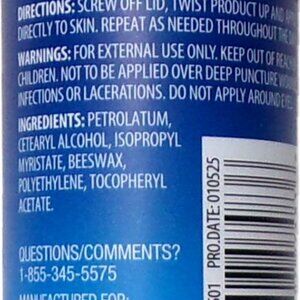 DIRECTIONS: SCREW OFF LID, TWIST PRODUCT UP AND
DIRECTLY TO SKIN. REPEAT AS NEEDED THROUGHOUT THE
WARNINGS: FOR EXTERNAL USE ONLY. KEEP OUT OF REACH
CHILDREN. NOT TO BE APPLIED OVER DEEP PUNCTURE
INFECTIONS OR LACERATIONS. DO NOT APPLY AROUND EYES.
INGREDIENTS: PETROLATUM,
CETEARYL ALCOHOL, ISOPROPYL
MYRISTATE, BEESWAX,
POLYETHYLENE, TOCOPHERYL
ACETATE.
QUESTIONS/COMMENTS?
1-855-345-5575
MANUFACTURED FOR:
PRO.DATE: 010525